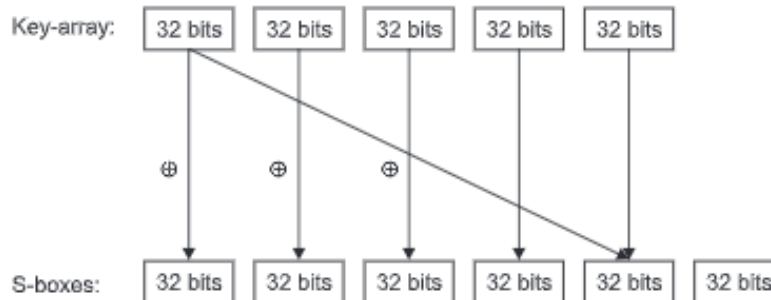 Key-array: 32 bits 32 bits 32 bits 32 bits 32 bits
⊕ ⊕ ⊕
S-boxes: 32 bits 32 bits 32 bits 32 bits 32 bits 32 bits